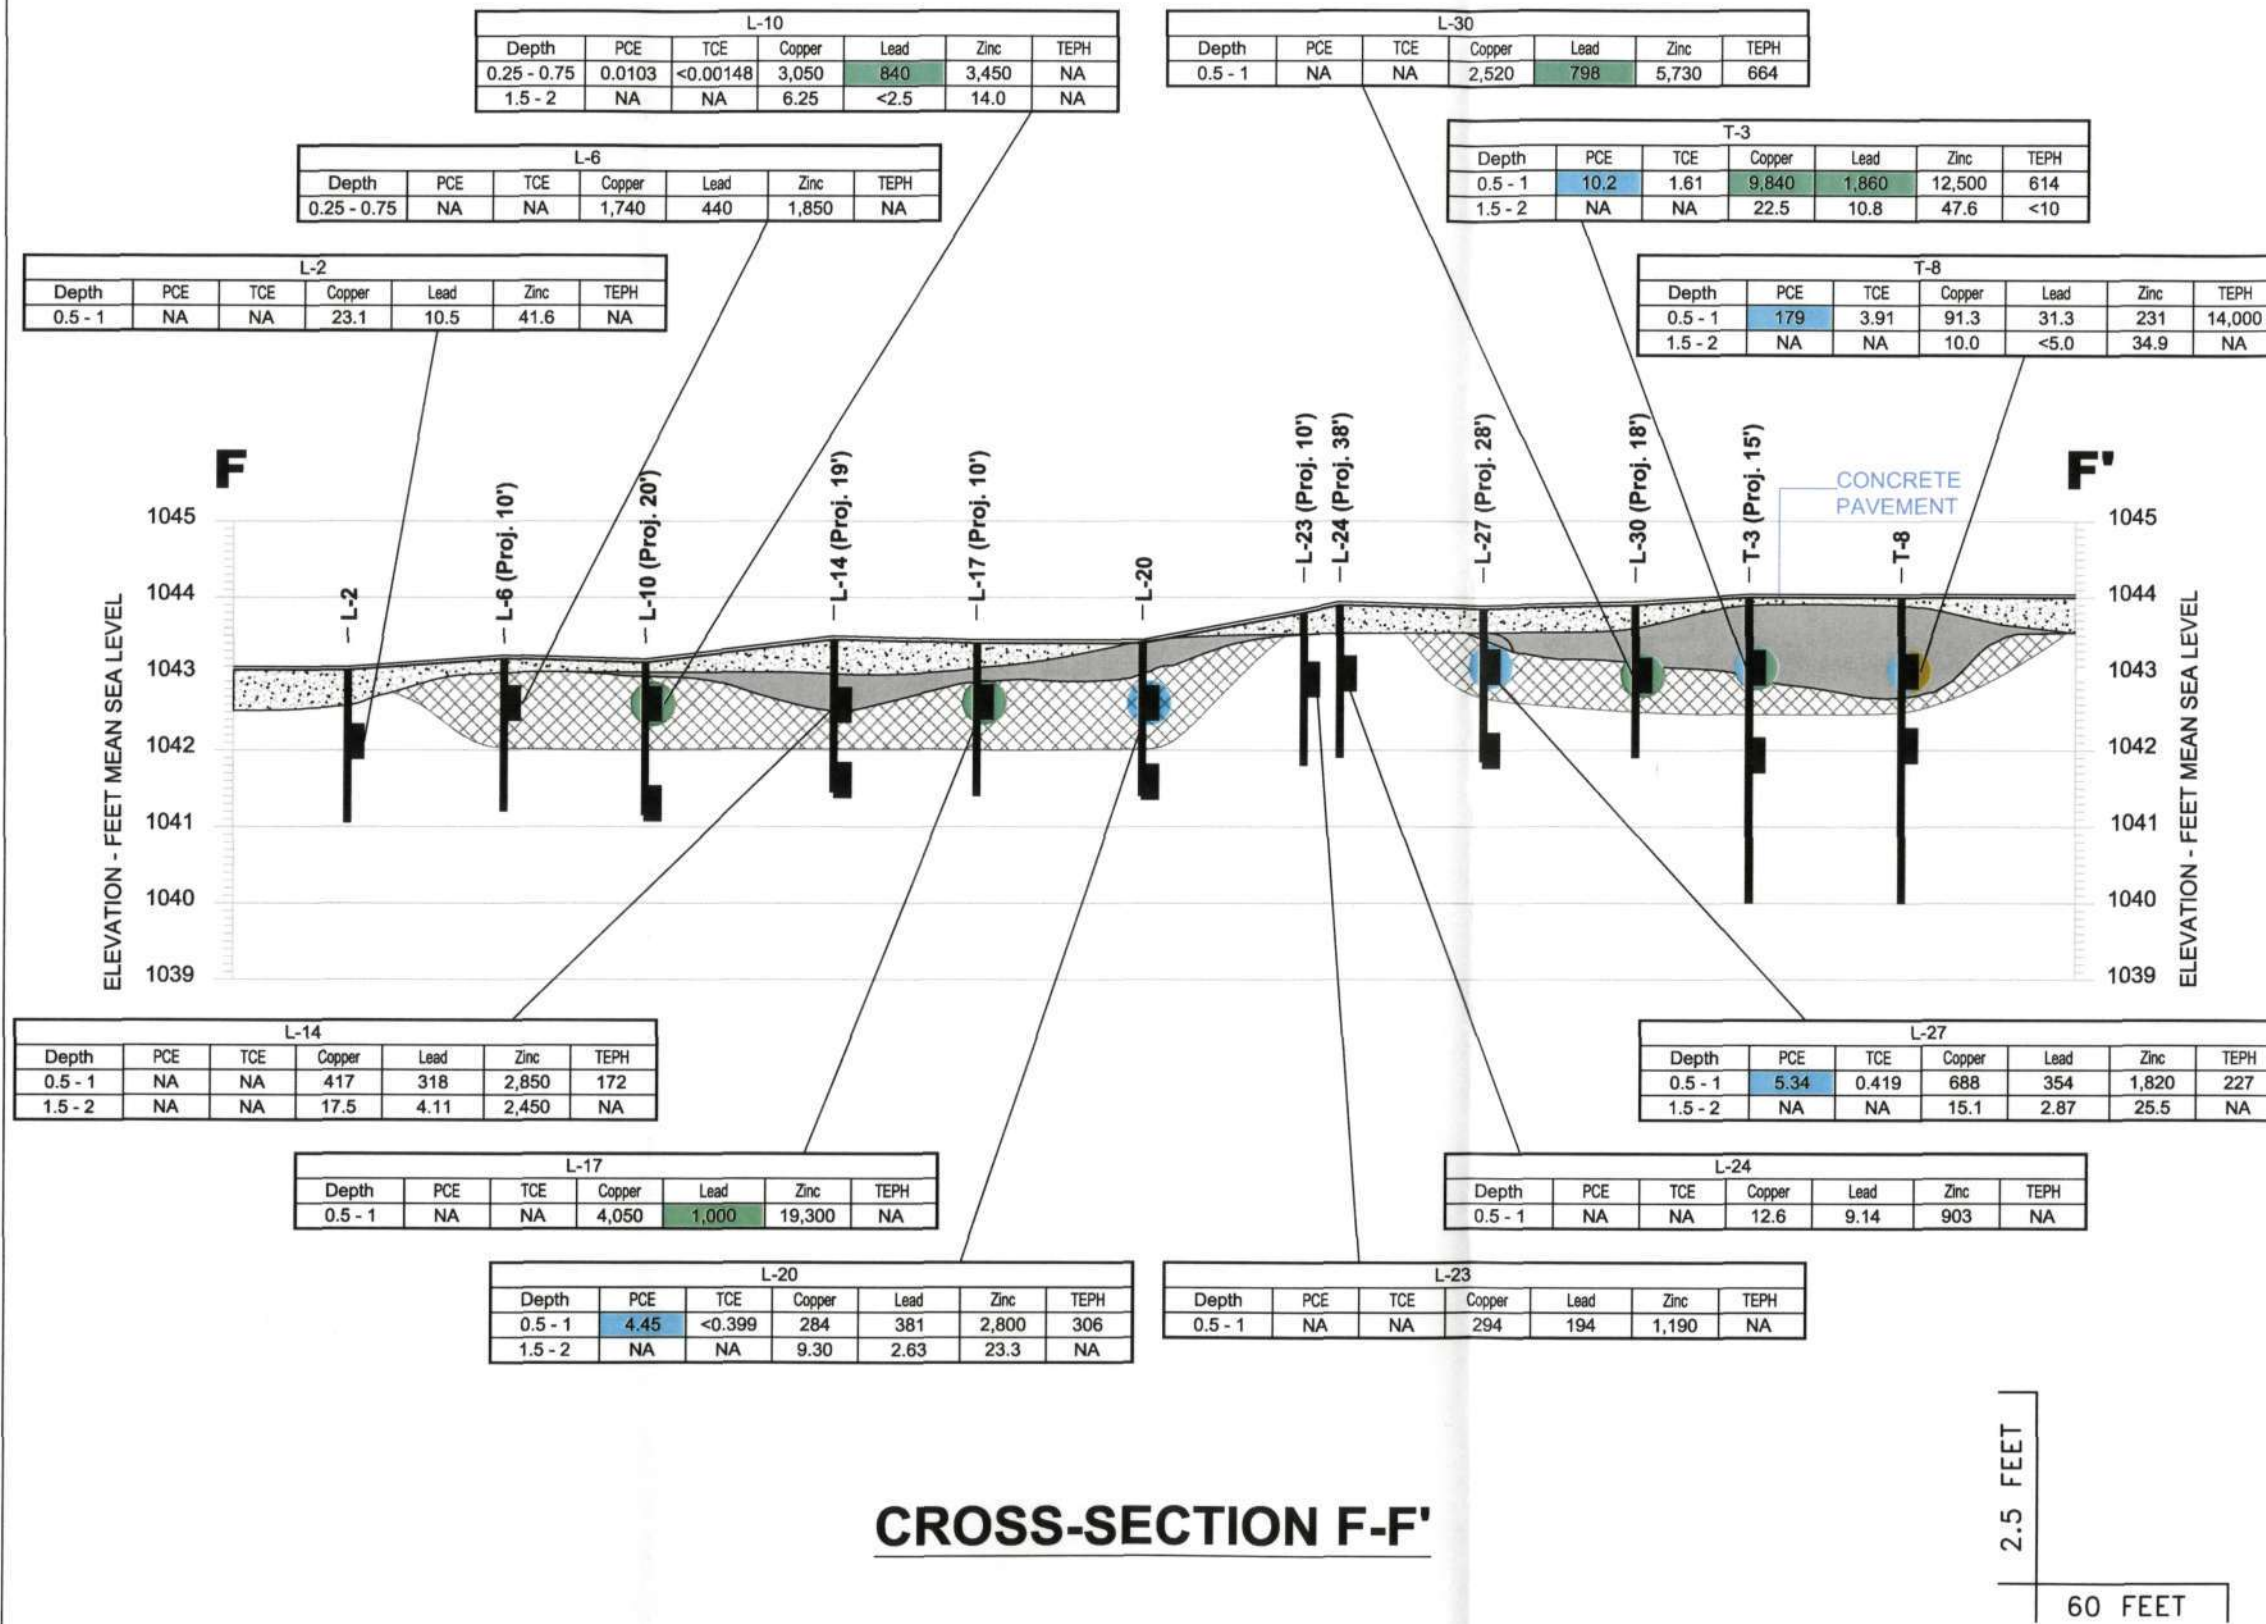 L-10
Depth PCE TCE Copper Lead Zinc TEPH
0.25 - 0.75 0.0103 <0.00148 3,050 840 3,450 NA
1.5 - 2 NA NA 6.25 <2.5 14.0 NA
L-30
Depth PCE TCE Copper Lead Zinc TEPH
0.5 - 1 NA NA 2,520 798 5,730 664
L-6
Depth PCE TCE Copper Lead Zinc TEPH
0.25 - 0.75 NA NA 1,740 440 1,850 NA
T-3
Depth PCE TCE Copper Lead Zinc TEPH
0.5 - 1 10.2 1.61 9,840 1,860 12,500 614
1.5 - 2 NA NA 22.5 10.8 47.6 <10
L-2
Depth PCE TCE Copper Lead Zinc TEPH
0.5 - 1 NA NA 23.1 10.5 41.6 NA
T-8
Depth PCE TCE Copper Lead Zinc TEPH
0.5 - 1 179 3.91 91.3 31.3 231 14,000
1.5 - 2 NA NA 10.0 <5.0 34.9 NA
F
F'
L-2
L-6 (Proj. 10')
L-10 (Proj. 20')
L-14 (Proj. 19')
L-17 (Proj. 10')
L-20
L-23 (Proj. 10')
L-24 (Proj. 38')
L-27 (Proj. 28')
L-30 (Proj. 18')
T-3 (Proj. 15')
T-8
CONCRETE
PAVEMENT
ELEVATION - FEET MEAN SEA LEVEL
1045
1044
1043
1042
1041
1040
1039
1045
1044
1043
1042
1041
1040
1039
ELEVATION - FEET MEAN SEA LEVEL
L-14
Depth PCE TCE Copper Lead Zinc TEPH
0.5 - 1 NA NA 417 318 2,850 172
1.5 - 2 NA NA 17.5 4.11 2,450 NA
L-27
Depth PCE TCE Copper Lead Zinc TEPH
0.5 - 1 5.34 0.419 688 354 1,820 227
1.5 - 2 NA NA 15.1 2.87 25.5 NA
L-17
Depth PCE TCE Copper Lead Zinc TEPH
0.5 - 1 NA NA 4,050 1,000 19,300 NA
L-24
Depth PCE TCE Copper Lead Zinc TEPH
0.5 - 1 NA NA 12.6 9.14 903 NA
L-20
Depth PCE TCE Copper Lead Zinc TEPH
0.5 - 1 4.45 <0.399 284 381 2,800 306
1.5 - 2 NA NA 9.30 2.63 23.3 NA
L-23
Depth PCE TCE Copper Lead Zinc TEPH
0.5 - 1 NA NA 294 194 1,190 NA
CROSS-SECTION F-F'
2.5 FEET
60 FEET